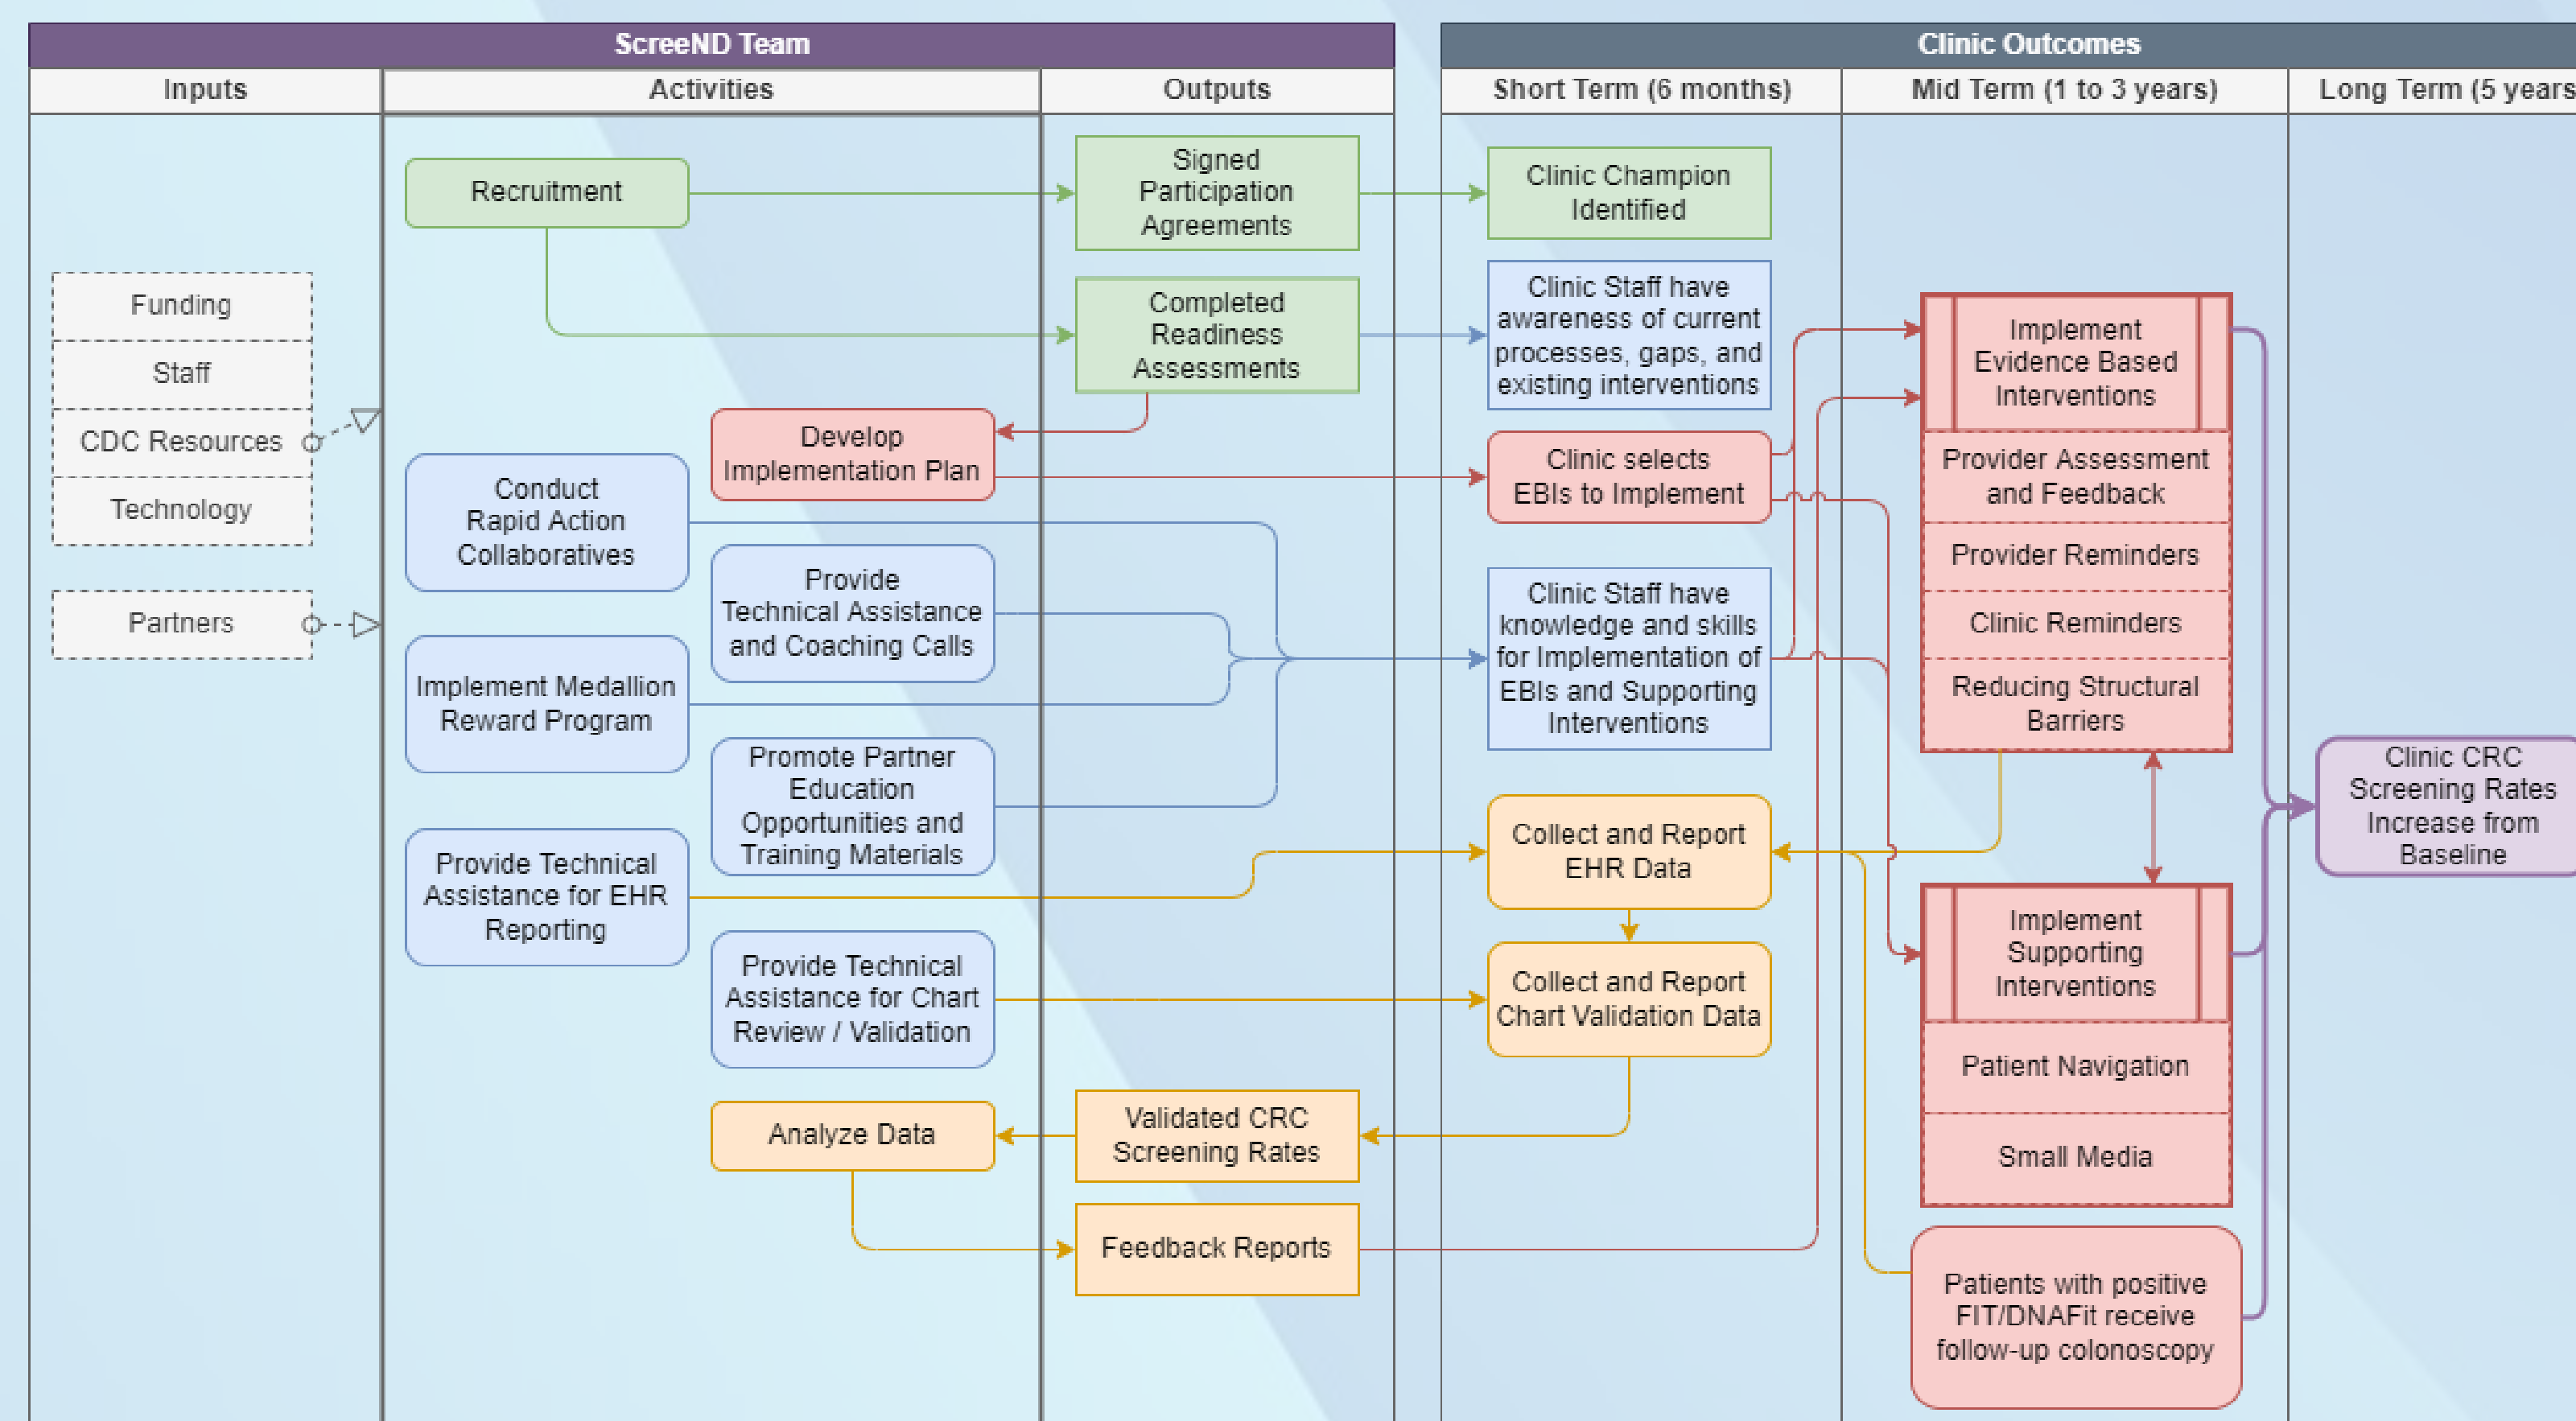 ScreeND Team
Clinic Outcomes
Inputs
Activities
Outputs
Short Term (6 months)
Mid Term (1 to 3 years)
Long Term (5 years
Funding
Staff
CDC Resources
Technology
Partners
Recruitment
Develop
Implementation Plan
Conduct
Rapid Action
Collaboratives
Provide
Technical Assistance
and Coaching Calls
Implement Medallion
Reward Program
Promote Partner
Education
Opportunities and
Training Materials
Provide Technical
Assistance for EHR
Reporting
Provide Technical
Assistance for Chart
Review / Validation
Analyze Data
Signed
Participation
Agreements
Completed
Readiness
Assessments
Validated CRC
Screening Rates
Feedback Reports
Clinic Champion
Identified
Clinic Staff have
awareness of current
processes, gaps, and
existing interventions
Clinic selects
EBIs to Implement
Clinic Staff have
knowledge and skills
for Implementation of
EBIs and Supporting
Interventions
Collect and Report
EHR Data
Collect and Report
Chart Validation Data
Implement
Evidence Based
Interventions
Provider Assessment
and Feedback
Provider Reminders
Clinic Reminders
Reducing Structural
Barriers
Implement
Supporting
Interventions
Patient Navigation
Small Media
Patients with positive
FIT/DNAFit receive
follow-up colonoscopy
Clinic CRC
Screening Rates
Increase from
Baseline